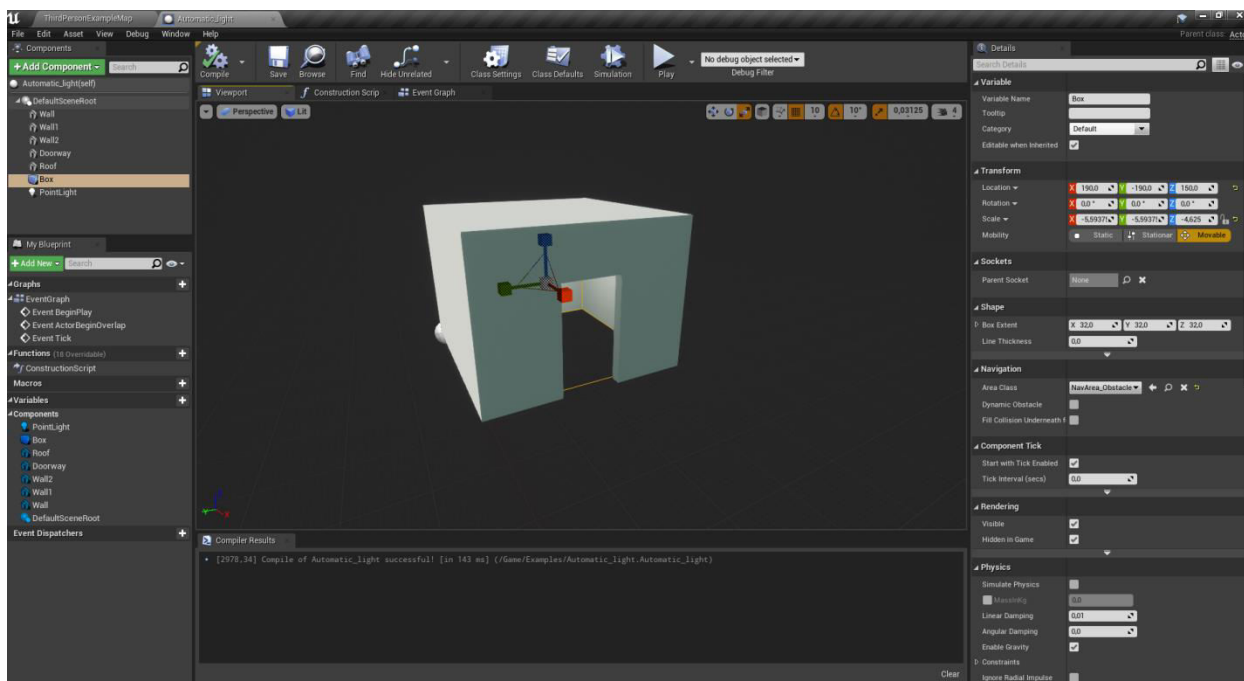 ThirdPersonExampleMap
Automatic_light
File Edit Asset View Debug Window Help
Parent class: Acto
Components
+Add Component
Search
Automatic_light(self)
DefaultSceneRoot
Wall
Wall1
Wall2
Doorway
Roof
Box
PointLight
My Blueprint
+Add New
Search
Graphs
EventGraph
Event BeginPlay
Event ActorBeginOverlap
Event Tick
Functions (18 Overridable)
ConstructionScript
Macros
Variables
Components
PointLight
Box
Roof
Doorway
Wall2
Wall1
Wall
DefaultSceneRoot
Event Dispatchers
Compile Save Browse Find Hide Unrelated Class Settings Class Defaults Simulation Play
No debug object selected
Debug Filter
Viewport
Construction Scrip
Event Graph
Perspective Lit
10 10° 0,03125 4
Compiler Results
[2978,34] Compile of Automatic_light successful! [in 143 ms] (/Game/Examples/Automatic_light.Automatic_light)
Clear
Details
Search Details
Variable
Variable Name Box
Tooltip
Category Default
Editable when Inherited
Transform
Location X 190,0 Y -190,0 Z 150,0
Rotation X 0,0 ° Y 0,0 ° Z 0,0 °
Scale X -5,5937 Y -5,5937 Z -4,625
Mobility Static Stationar Movable
Sockets
Parent Socket None
Shape
Box Extent X 32,0 Y 32,0 Z 32,0
Line Thickness 0,0
Navigation
Area Class NavArea_Obstacle
Dynamic Obstacle
Fill Collision Underneath f
Component Tick
Start with Tick Enabled
Tick Interval (secs) 0,0
Rendering
Visible
Hidden in Game
Physics
Simulate Physics
MassInKg 0,0
Linear Damping 0,01
Angular Damping 0,0
Enable Gravity
Constraints
Ignore Radial Impulse